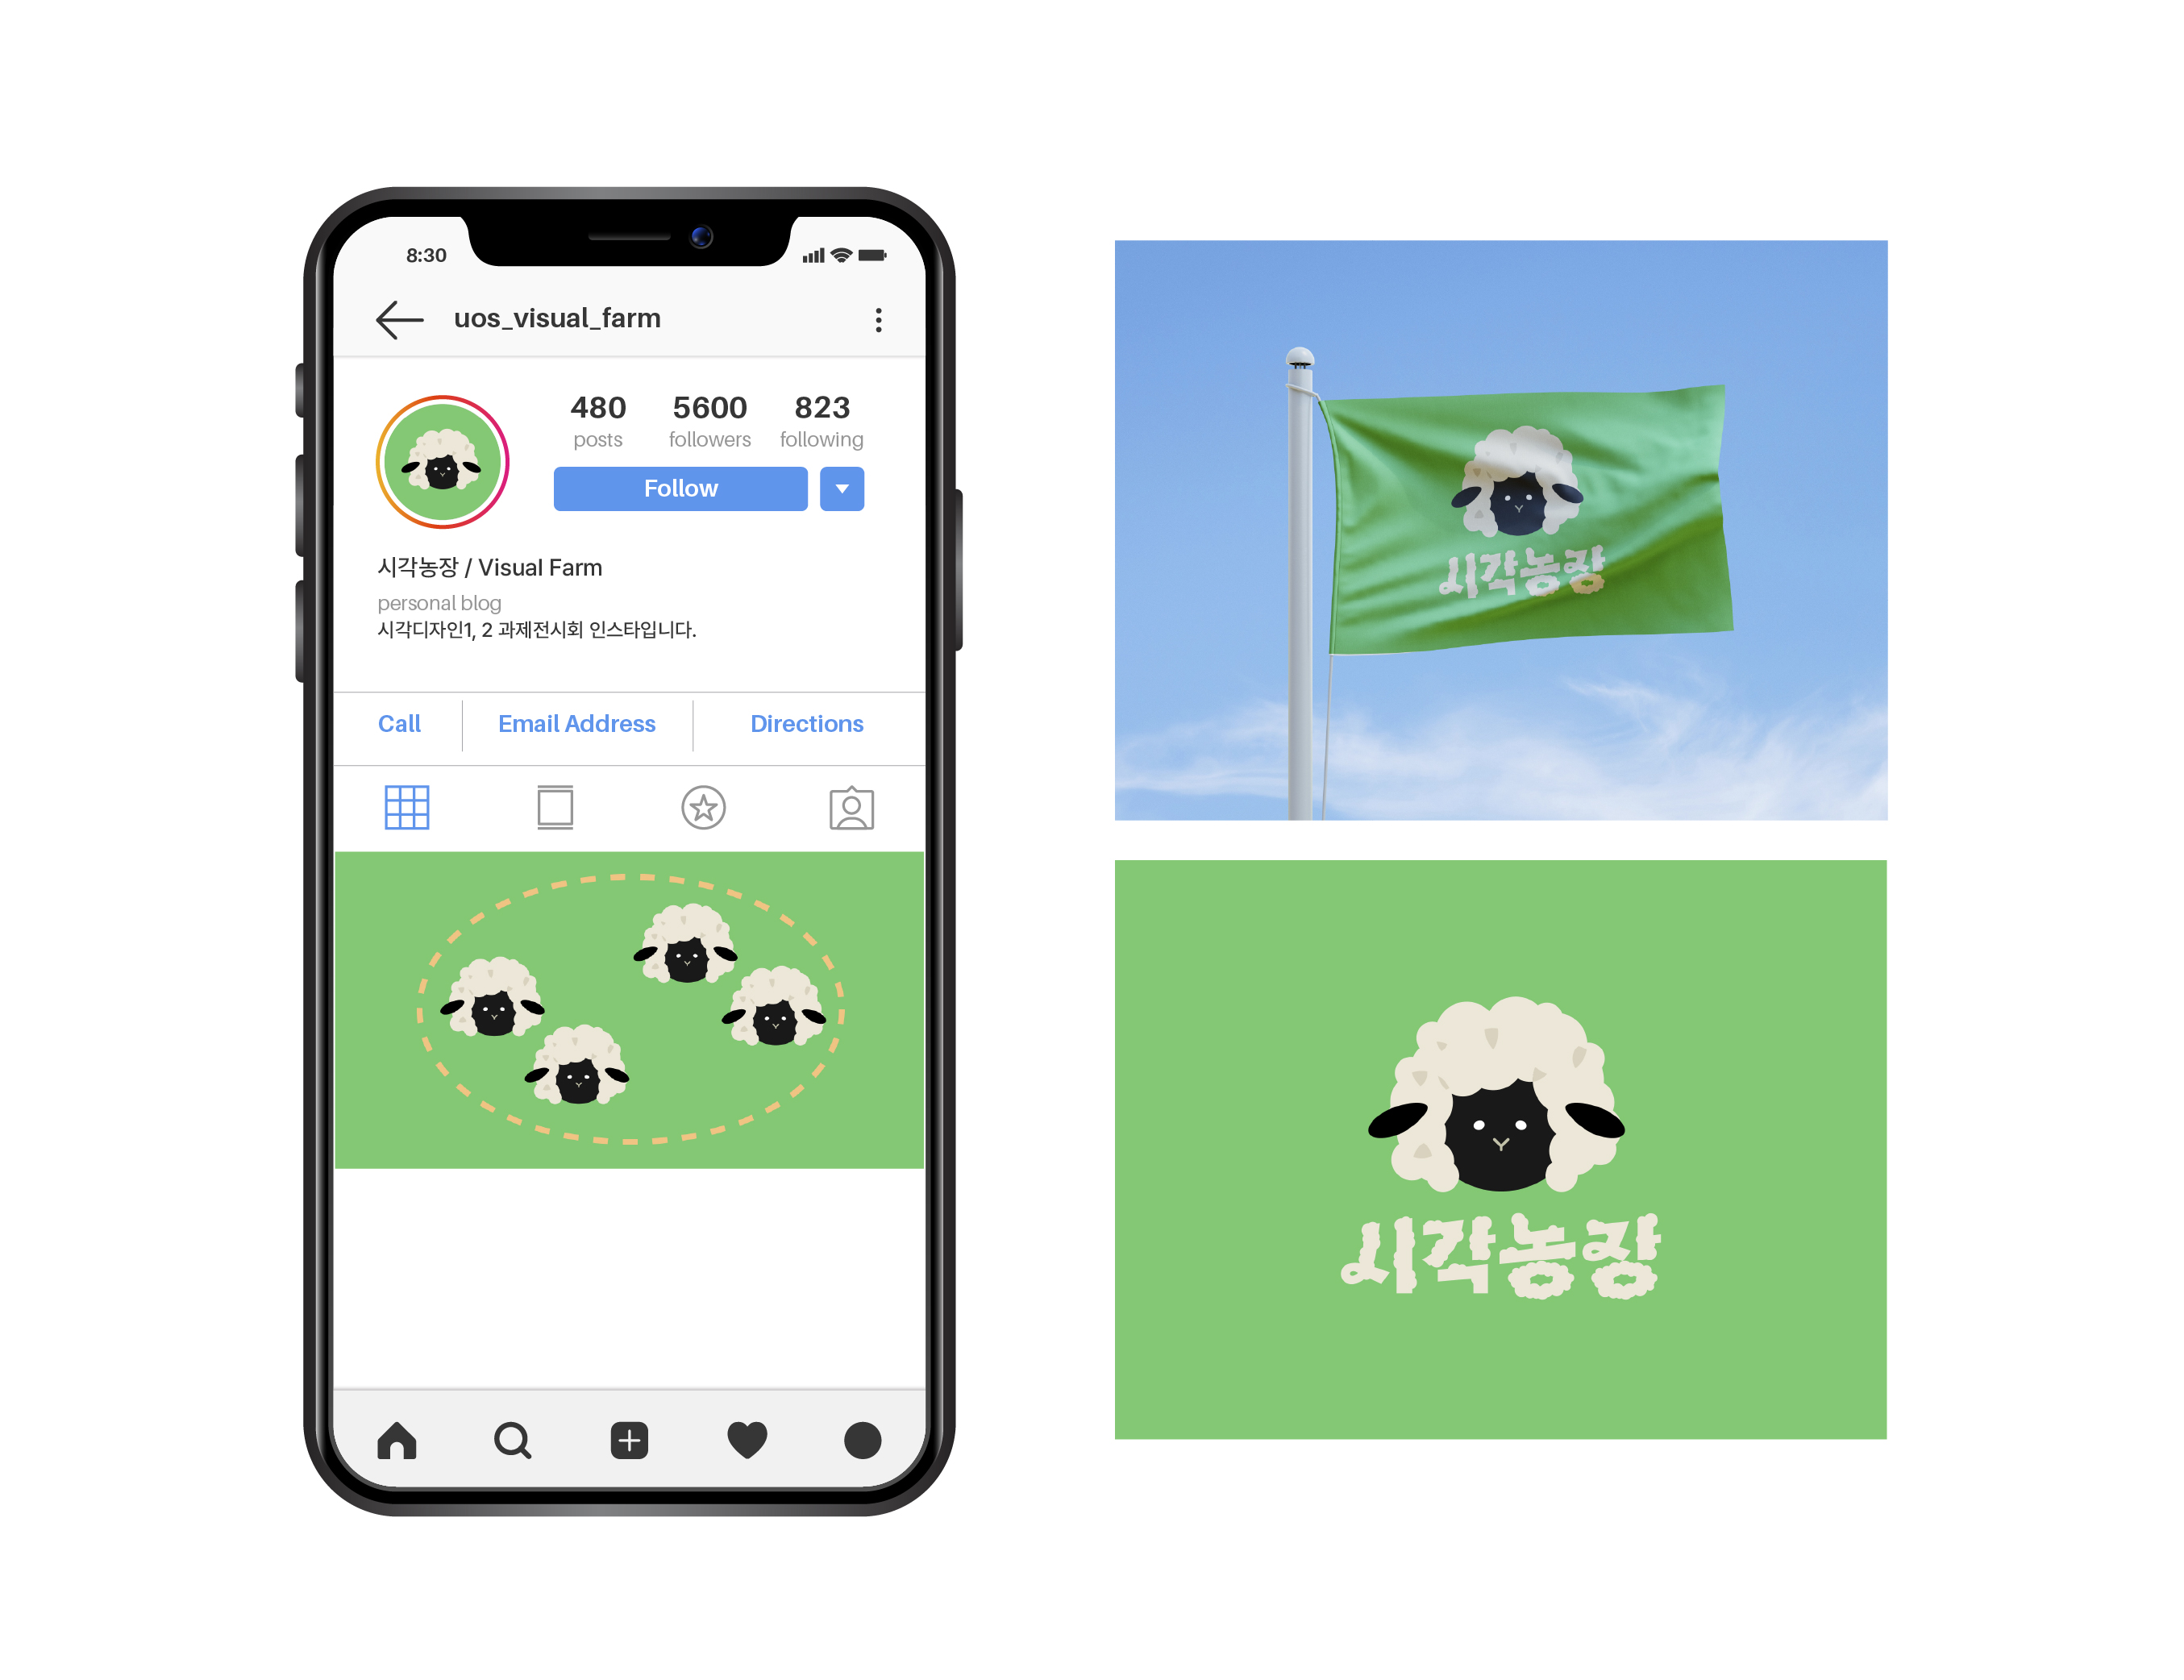 8:30
uos_visual_farm
480 5600 823
posts followers following
Follow
시각농장 / Visual Farm
personal blog
시각디자인1, 2 과제전시회 인스타입니다.
Call Email Address Directions
시각농장
시각농장